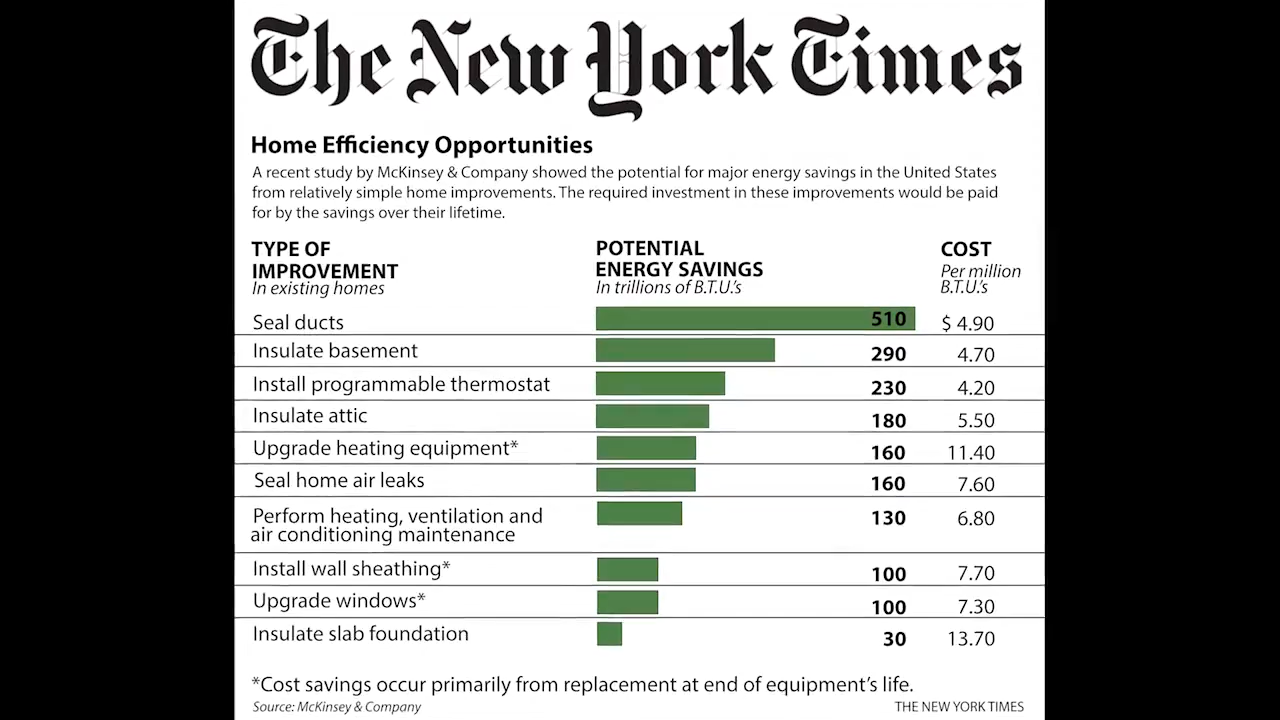 The New York Times
Home Efficiency Opportunities
A recent study by McKinsey & Company showed the potential for major energy savings in the United States
from relatively simple home improvements. The required investment in these improvements would be paid
for by the savings over their lifetime.
TYPE OF IMPROVEMENT POTENTIAL ENERGY SAVINGS COST
In existing homes In trillions of B.T.U.'s Per million B.T.U.'s
Seal ducts 510 $ 4.90
Insulate basement 290 4.70
Install programmable thermostat 230 4.20
Insulate attic 180 5.50
Upgrade heating equipment* 160 11.40
Seal home air leaks 160 7.60
Perform heating, ventilation and 130 6.80
air conditioning maintenance
Install wall sheathing* 100 7.70
Upgrade windows* 100 7.30
Insulate slab foundation 30 13.70
*Cost savings occur primarily from replacement at end of equipment's life.
Source: McKinsey & Company THE NEW YORK TIMES